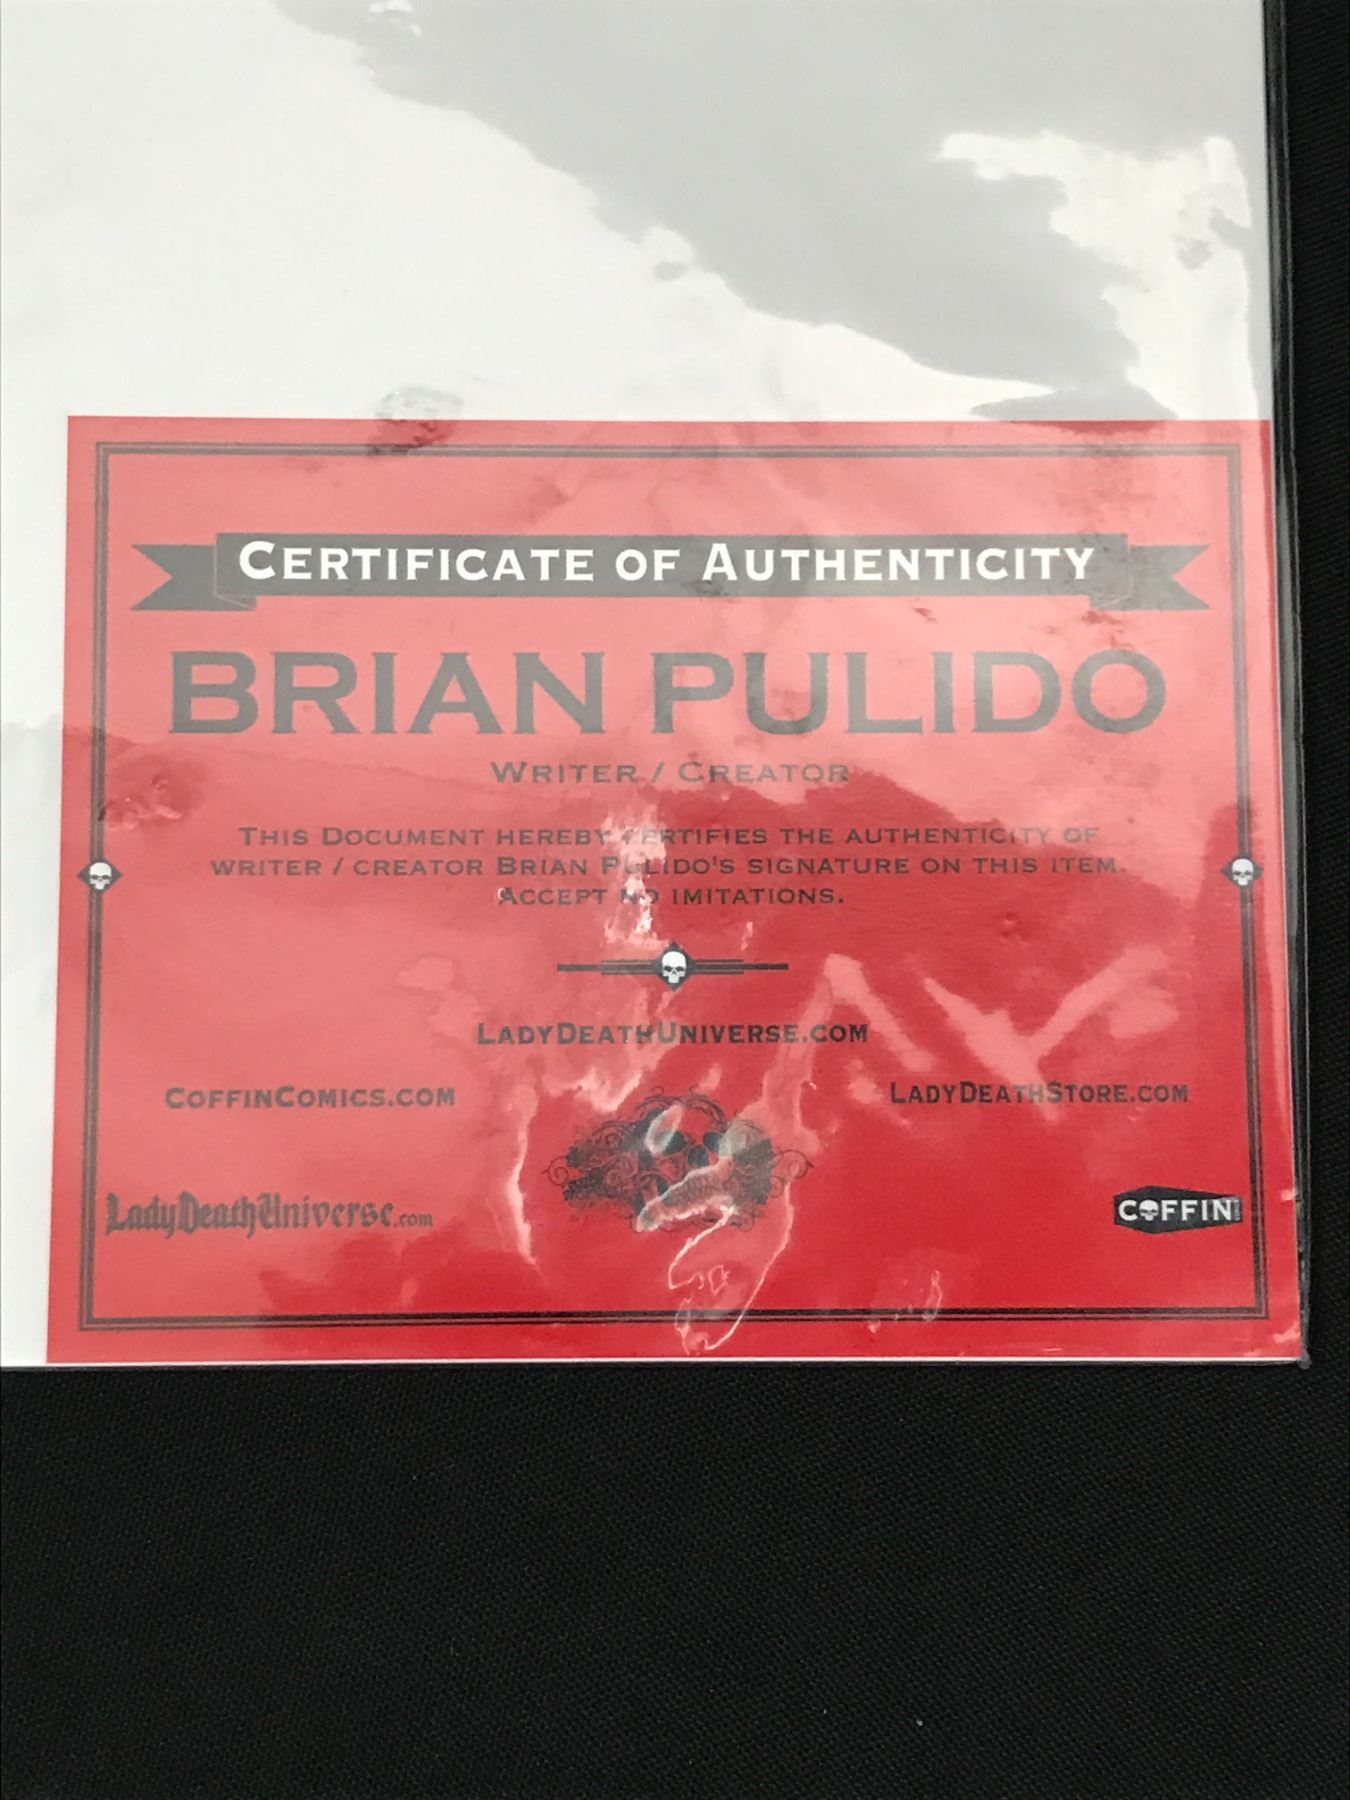 CERTIFICATE OF AUTHENTICITY
BRIAN PULIDO
WRITER / CREATOR
THIS DOCUMENT HEREBY CERTIFIES THE AUTHENTICITY OF
WRITER / CREATOR BRIAN PULIDO'S SIGNATURE ON THIS ITEM.
ACCEPT NO IMITATIONS.
LADYDEATHUNIVERSE.COM
COFFINCOMICS.COM
LADYDEATHSTORE.COM
LadyDeathUniverse.com
COFFIN